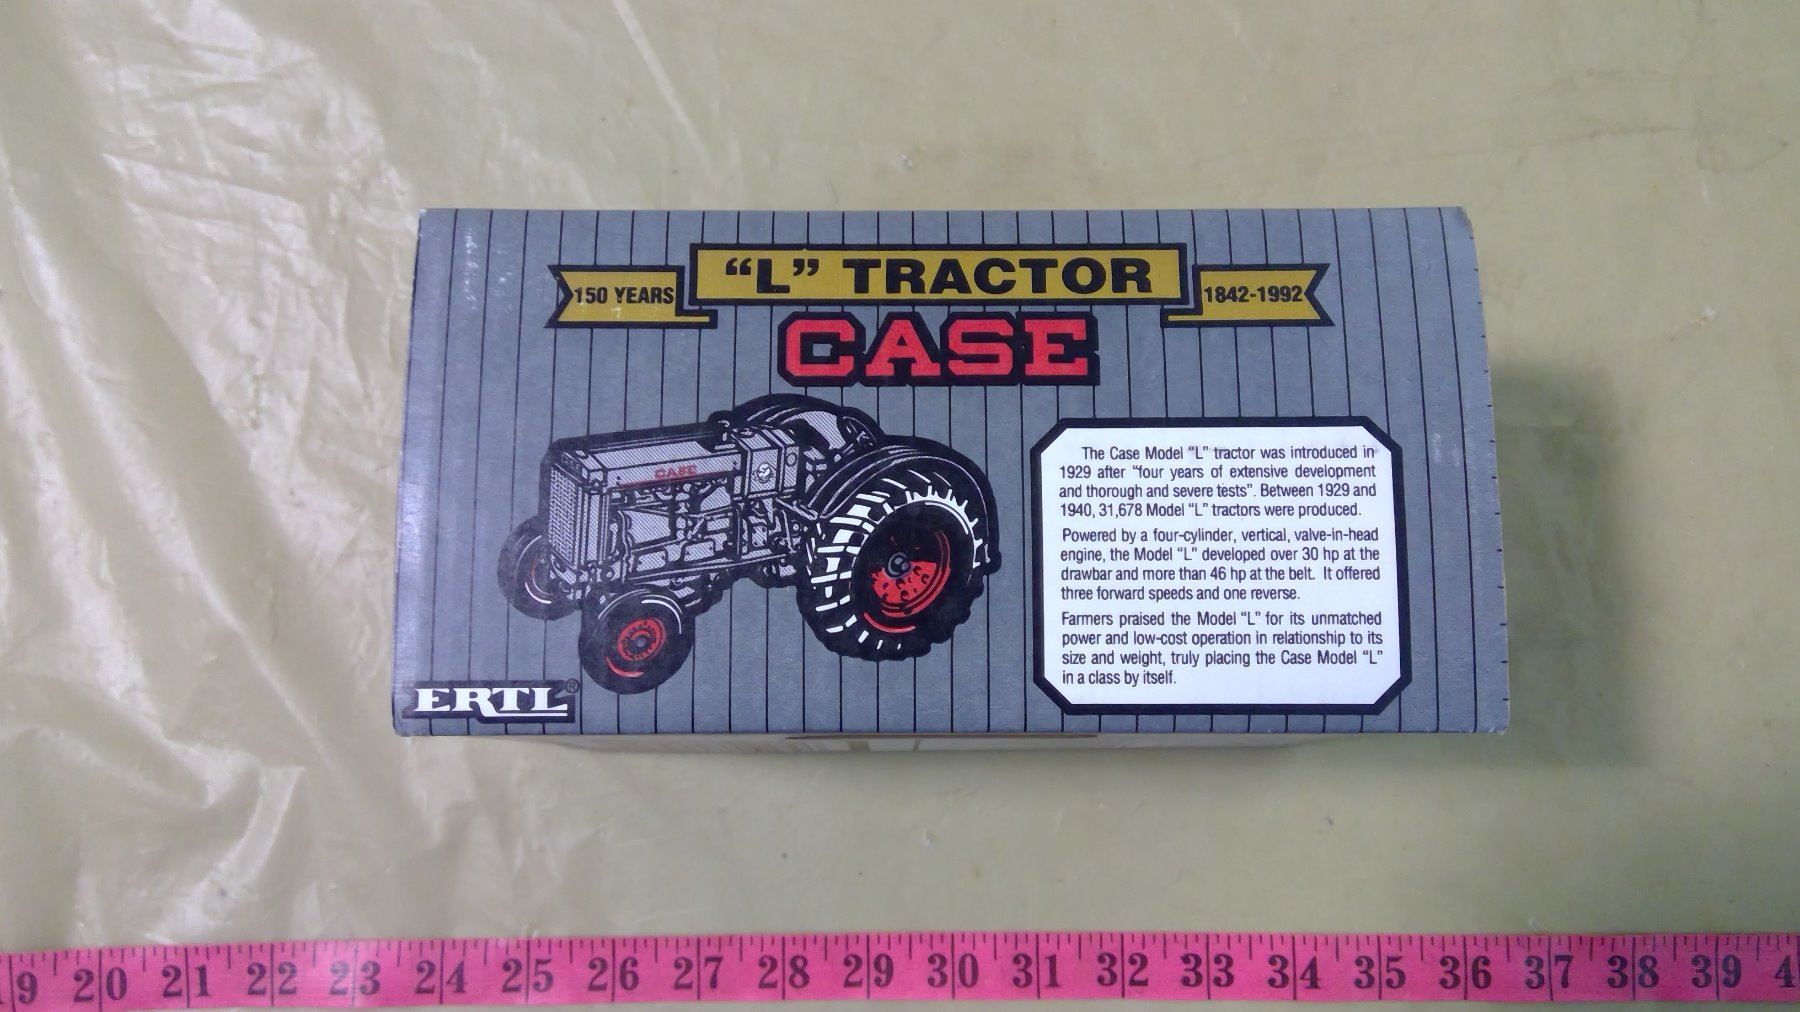 "L" TRACTOR
150 YEARS
1842-1992
CASE
CASE
The Case Model "L" tractor was introduced in
1929 after "four years of extensive development
and thorough and severe tests". Between 1929 and
1940, 31,678 Model "L" tractors were produced.
Powered by a four-cylinder, vertical, valve-in-head
engine, the Model "L" developed over 30 hp at the
drawbar and more than 46 hp at the belt. It offered
three forward speeds and one reverse.
Farmers praised the Model "L" for its unmatched
power and low-cost operation in relationship to its
size and weight, truly placing the Case Model "L"
in a class by itself.
ERTL®
19 20 21 22 23 24 25 26 27 28 29 30 31 32 33 34 35 36 37 38 39 4